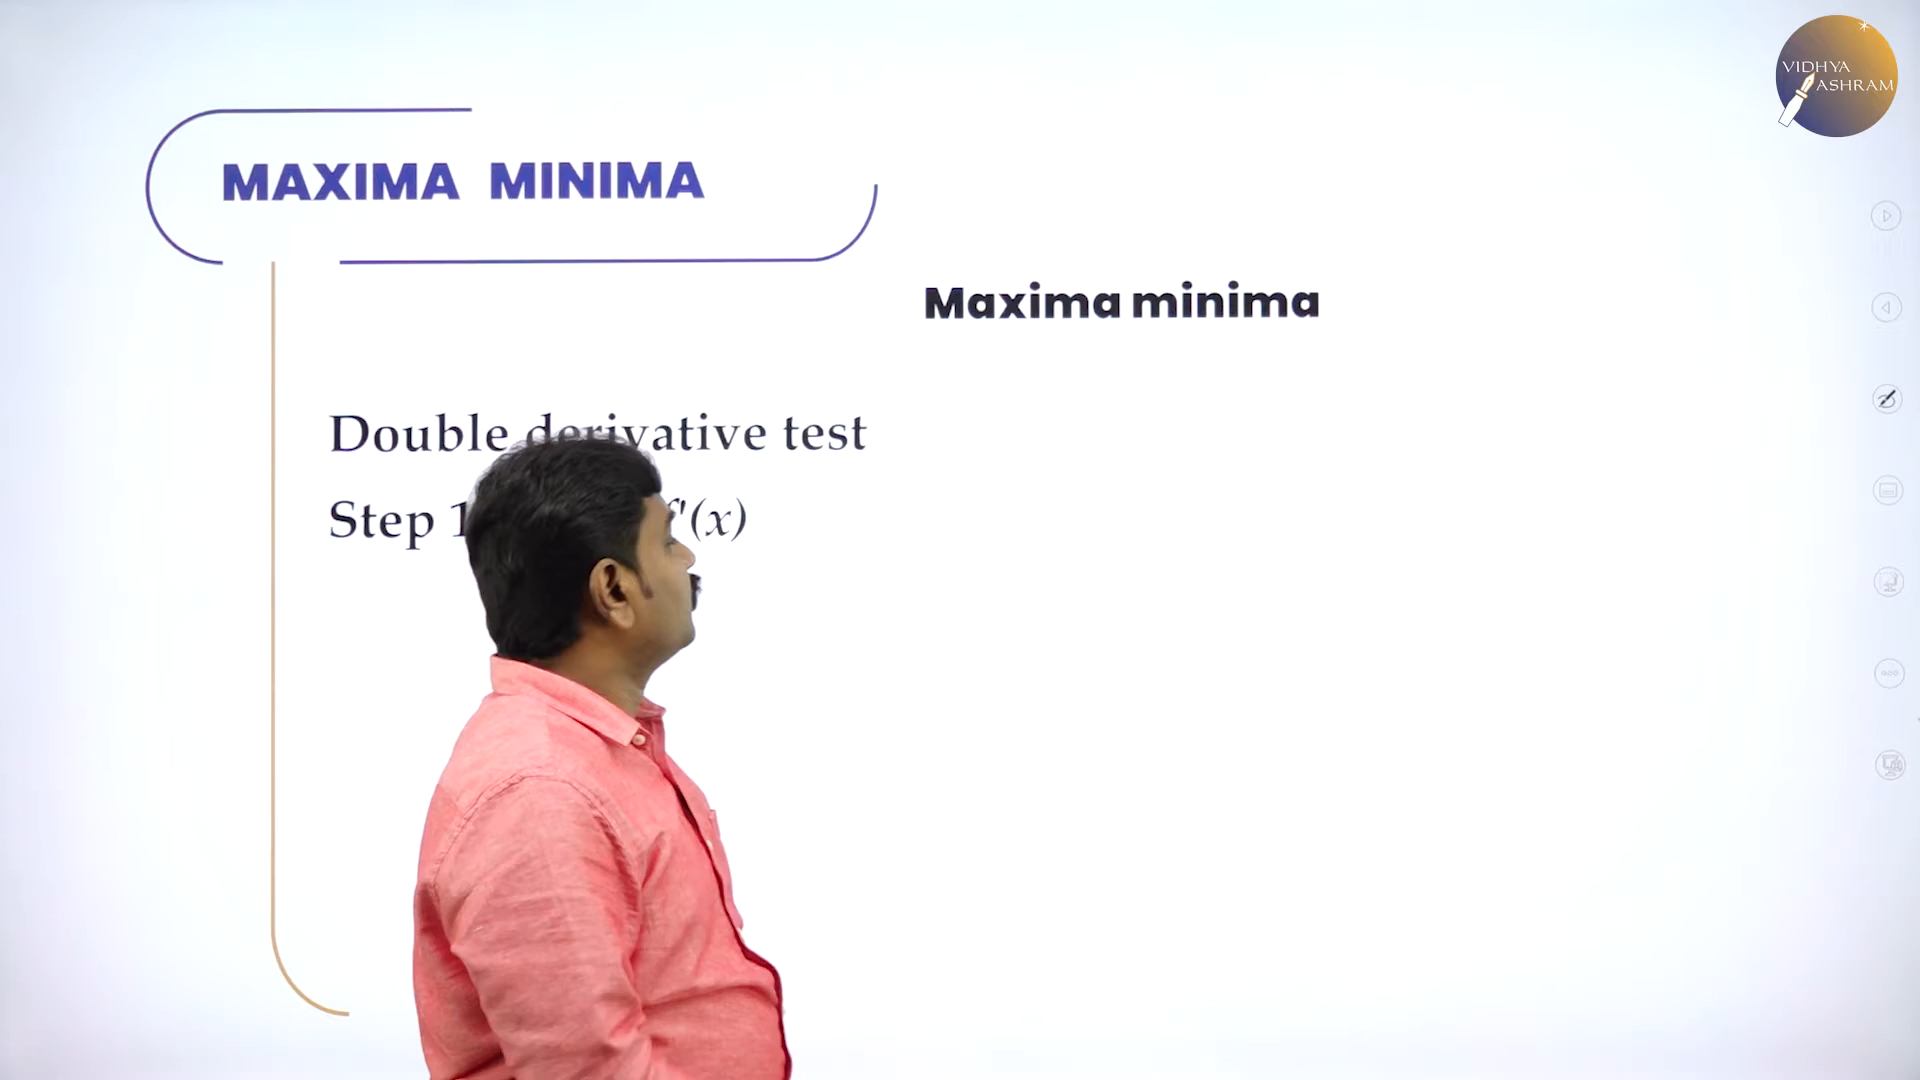 VIDHYA
ASHRAM
MAXIMA MINIMA
Maxima minima
Double derivative test
Step 1 f'(x)